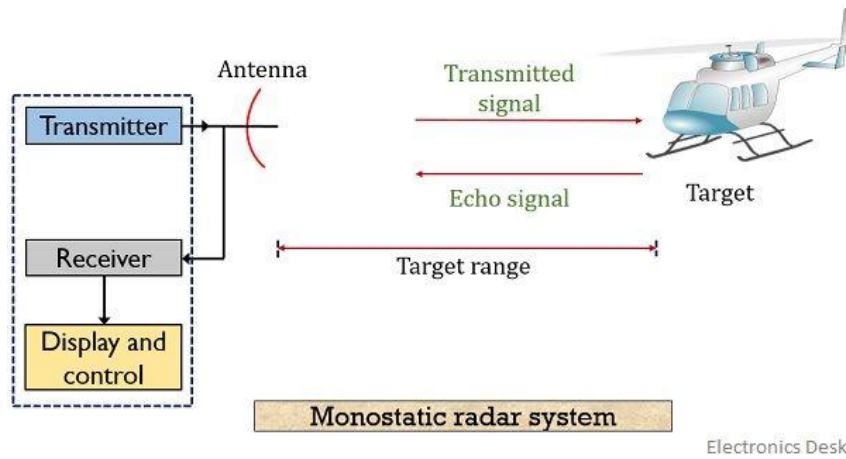 Antenna
Transmitted
signal
Transmitter
Echo signal
Target
Receiver
Target range
Display and
control
Monostatic radar system
Electronics Desk